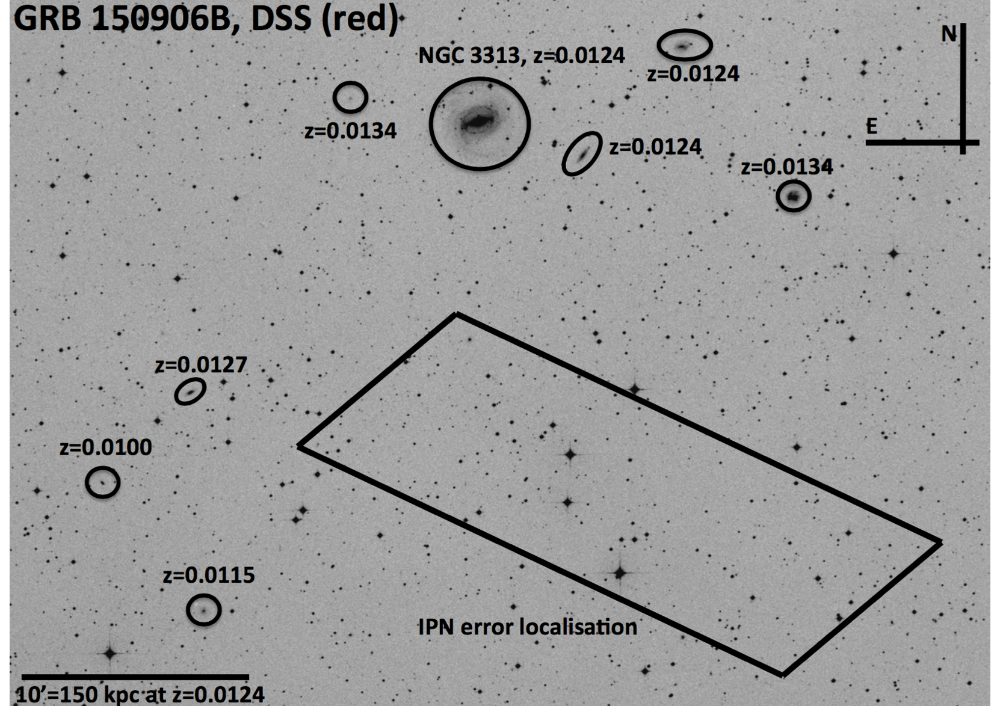 GRB 150906B, DSS (red)
N
NGC 3313, z=0.0124
z=0.0124
E
z=0.0134
z=0.0124
z=0.0134
z=0.0127
z=0.0100
z=0.0115
IPN error localisation
10’=150 kpc at z=0.0124